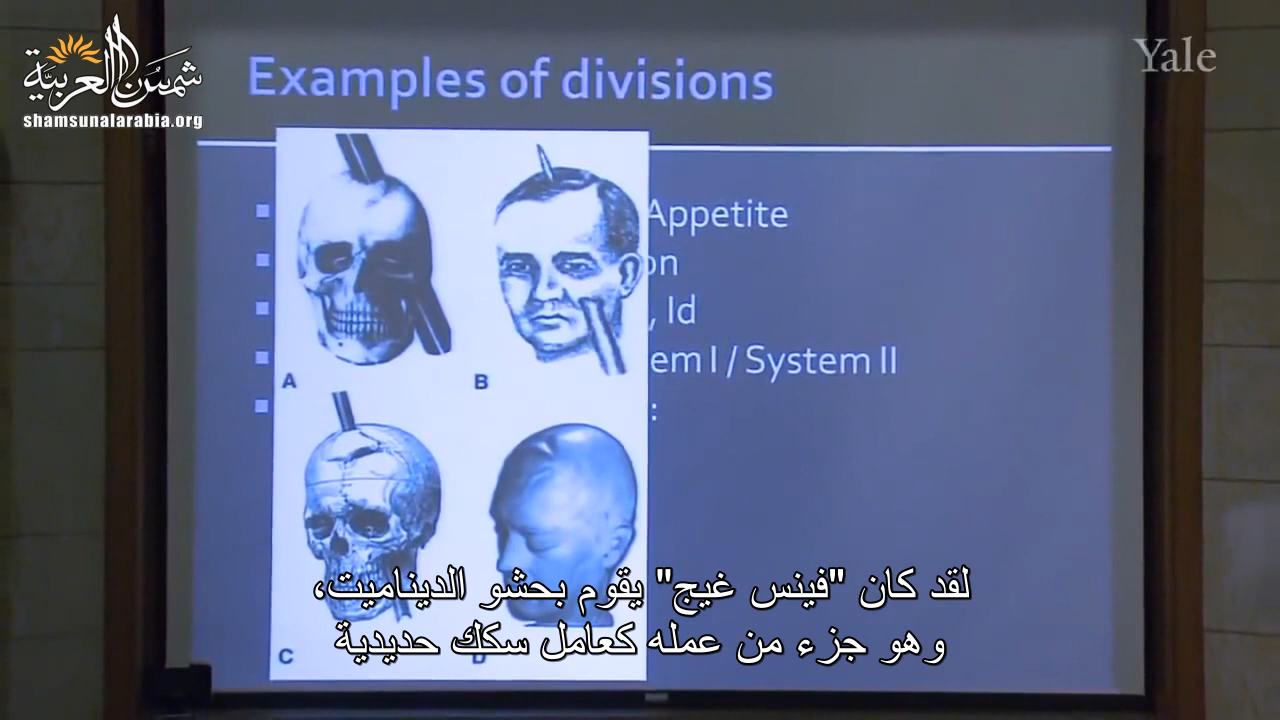 شمس العربية
shamsunalarabia.org
Yale
Examples of divisions
Appetite
on
, Id
em I / System II
:
A
B
C
D
لقد كان "فينس غيج" يقوم بحشو الديناميت،
وهو جزء من عمله كعامل سكك حديدية